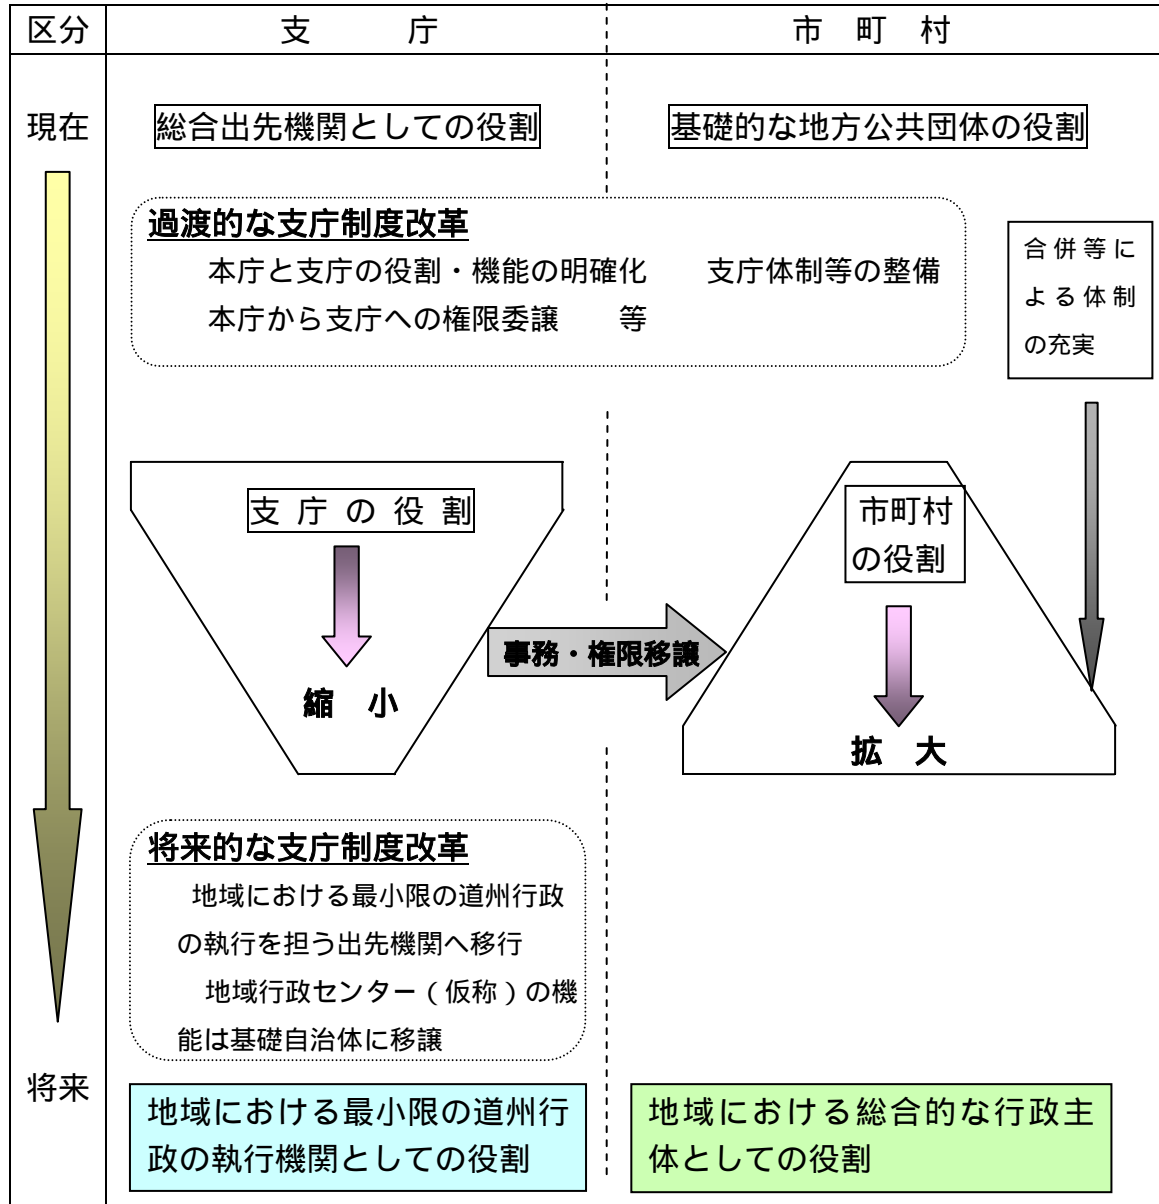 区分
支 庁
市 町 村
現在
総合出先機関としての役割
基礎的な地方公共団体の役割
過渡的な支庁制度改革
本庁と支庁の役割・機能の明確化 支庁体制等の整備
本庁から支庁への権限委譲 等
合併等に
よる体制
の充実
支庁の役割
縮 小
事務・権限移譲
市町村
の役割
拡 大
将来的な支庁制度改革
地域における最小限の道州行政
の執行を担う出先機関へ移行
地域行政センター(仮称)の機
能は基礎自治体に移譲
将来
地域における最小限の道州行
政の執行機関としての役割
地域における総合的な行政主
体としての役割